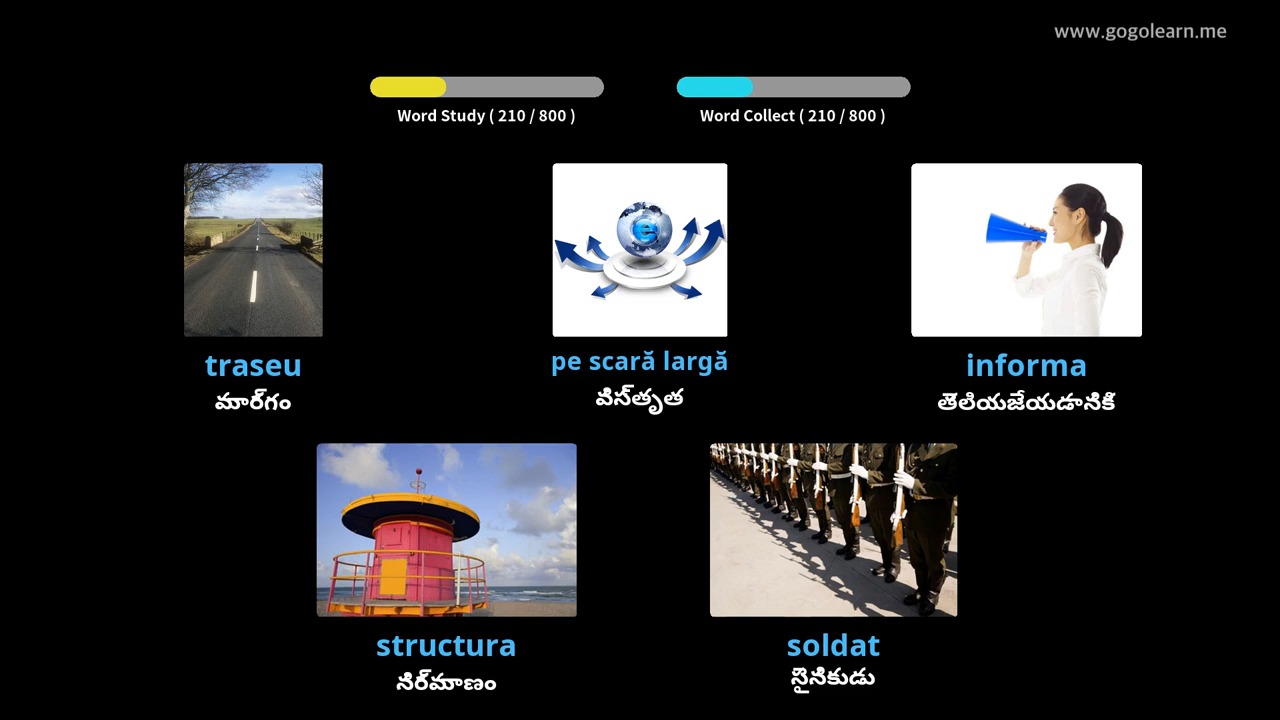 www.gogolearn.me
Word Study ( 210 / 800 )
Word Collect ( 210 / 800 )
e
traseu
మార్గం
pe scară largă
విస్తృత
informa
తెలియజేయడానికి
structura
నిర్మాణం
soldat
సైనికుడు